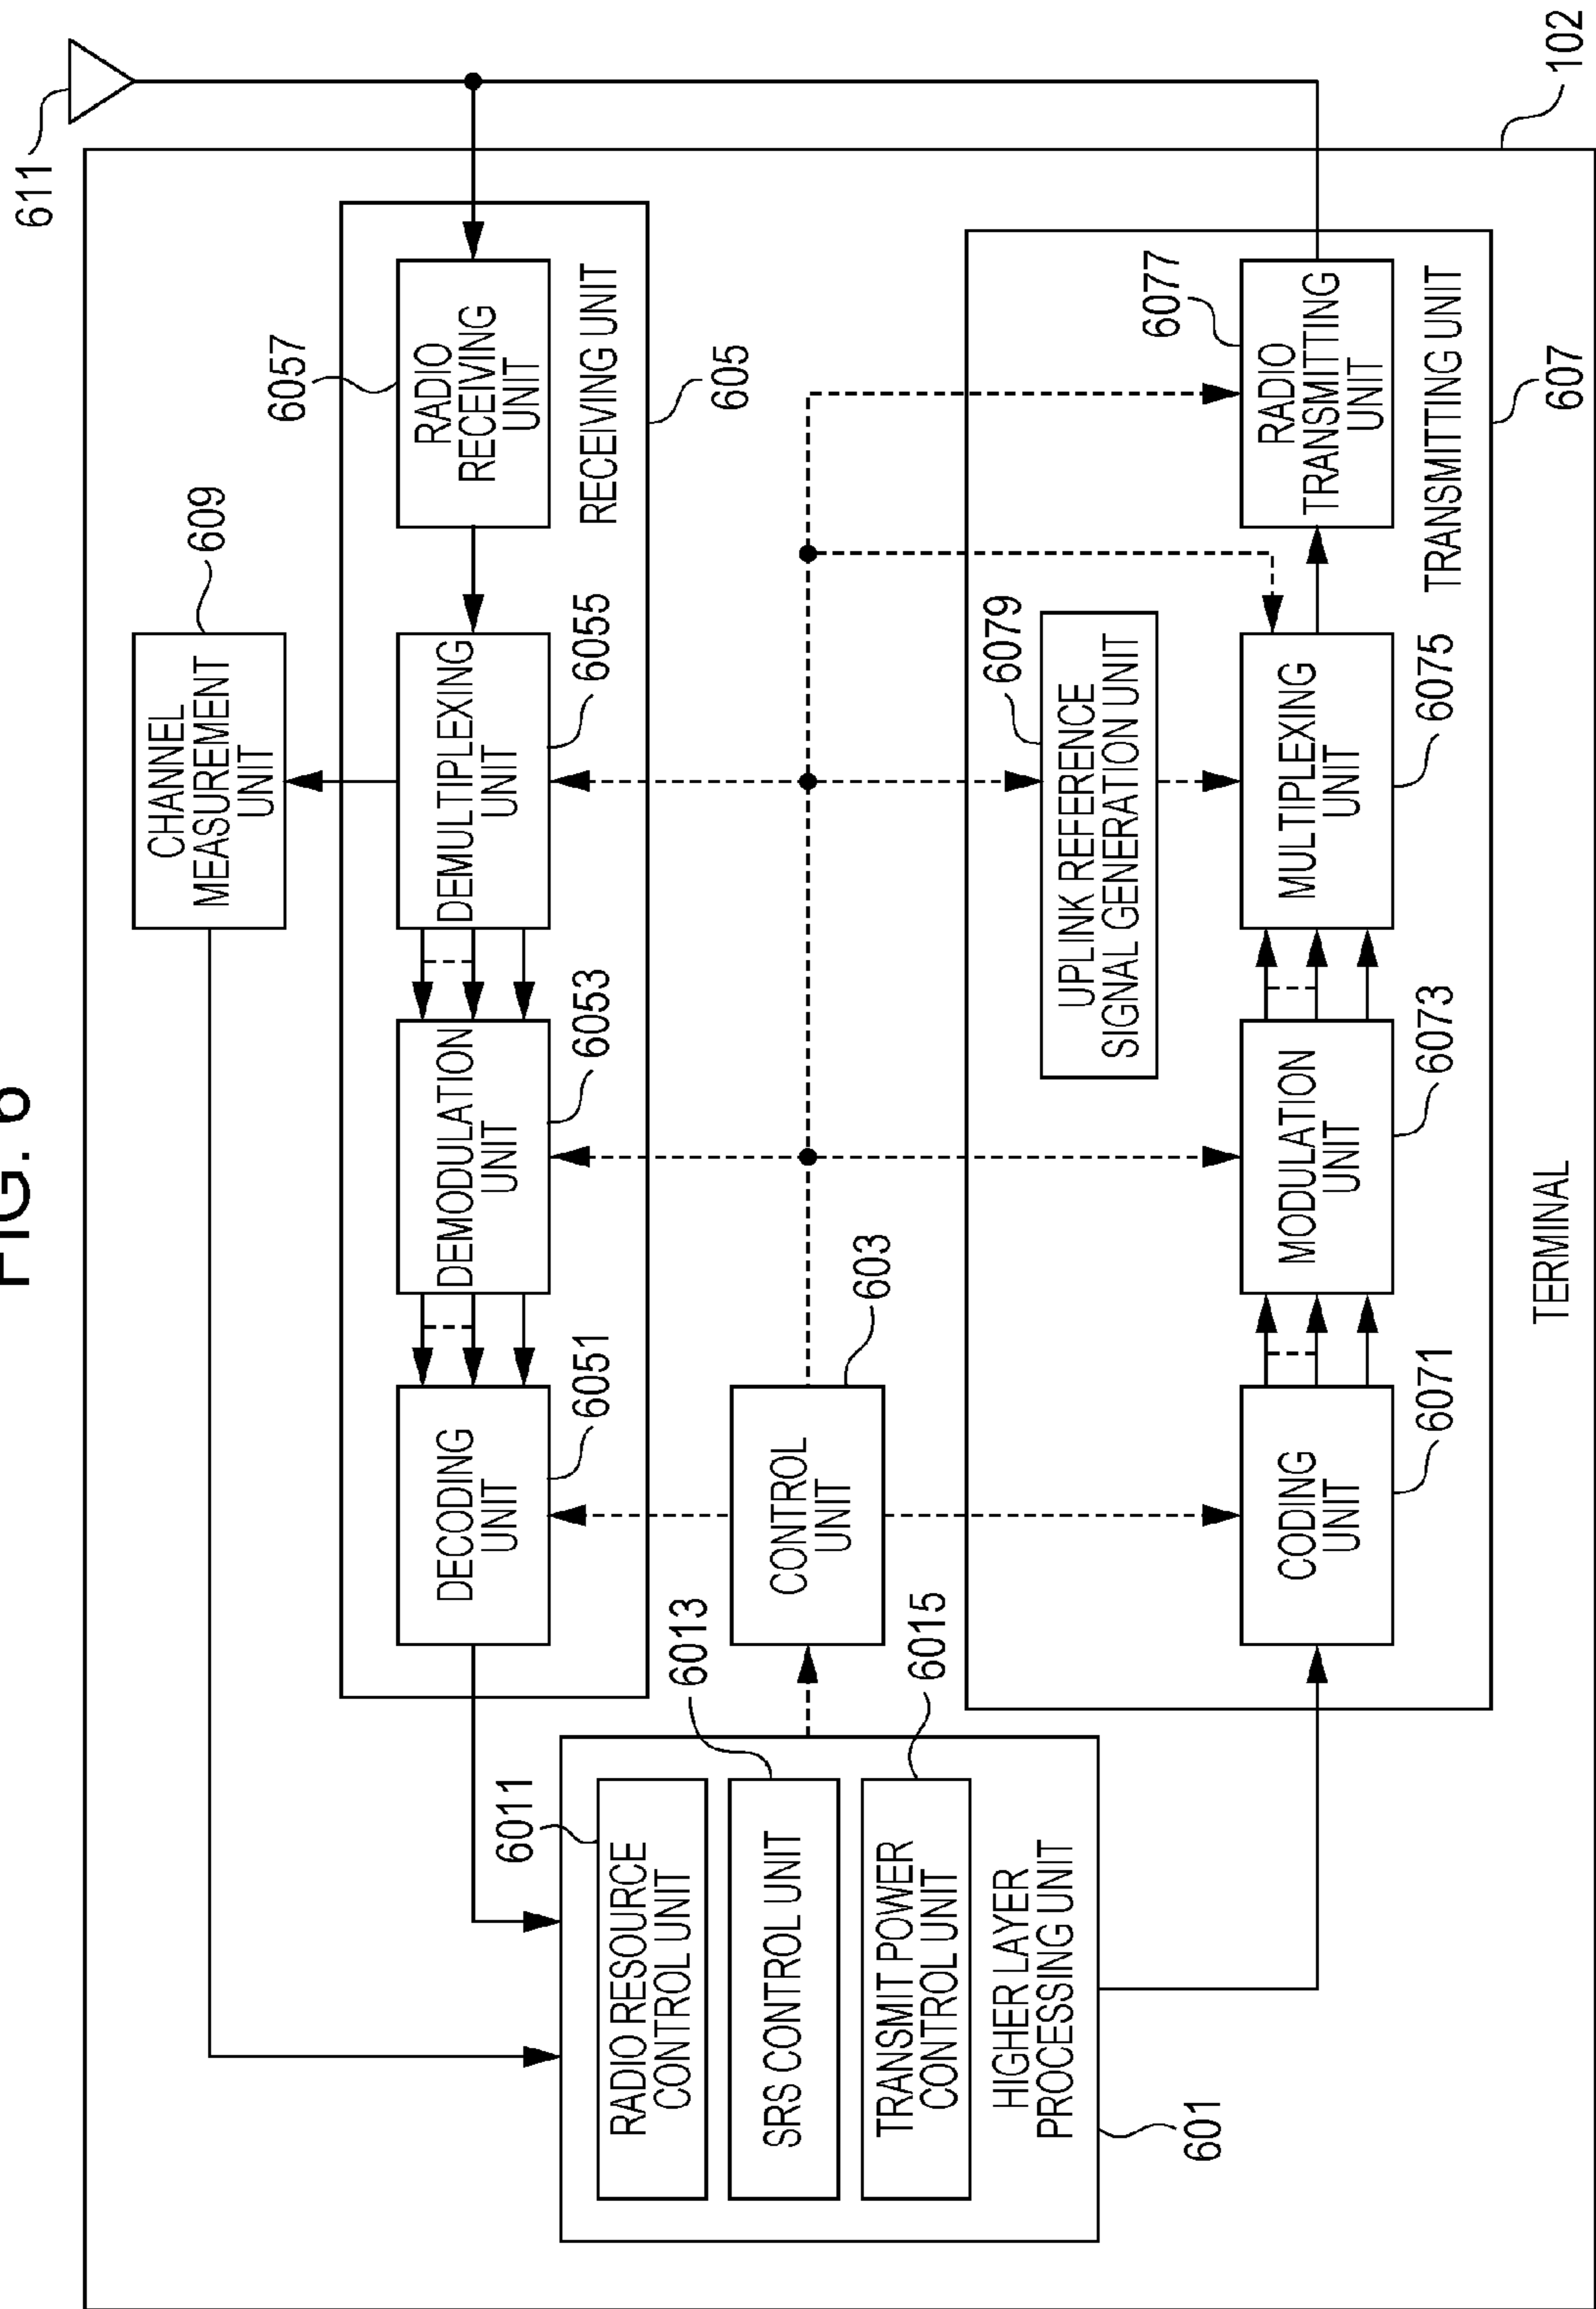 FIG. 6
611
102
CHANNEL
MEASUREMENT
UNIT
609
RADIO
RECEIVING
UNIT
6057
DEMULTIPLEXING
UNIT
6055
DEMODULATION
UNIT
6053
DECODING
UNIT
6051
RECEIVING UNIT
605
RADIO RESOURCE
CONTROL UNIT
6011
SRS CONTROL UNIT
6013
TRANSMIT POWER
CONTROL UNIT
6015
HIGHER LAYER
PROCESSING UNIT
601
CONTROL
UNIT
603
UPLINK REFERENCE
SIGNAL GENERATION UNIT
6079
CODING
UNIT
6071
MODULATION
UNIT
6073
MULTIPLEXING
UNIT
6075
RADIO
TRANSMITTING
UNIT
6077
TRANSMITTING UNIT
607
TERMINAL